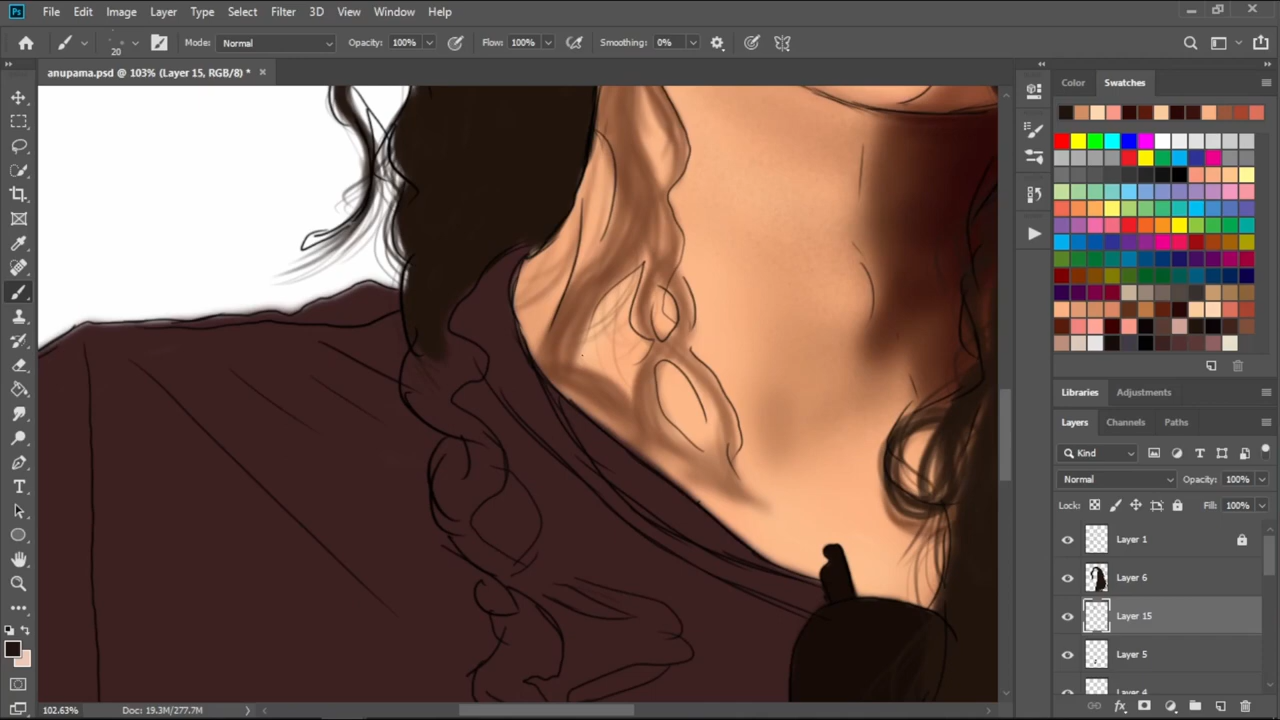 Ps File Edit Image Layer Type Select Filter 3D View Window Help
20 Mode: Normal Opacity: 100% Flow: 100% Smoothing: 0%
anupama.psd @ 103% (Layer 15, RGB/8) *
Color Swatches
Libraries Adjustments
Layers Channels Paths
Kind
Normal Opacity: 100%
Lock: Fill: 100%
Layer 1
Layer 6
Layer 15
Layer 5
102.63% Doc: 19.3M/277.7M